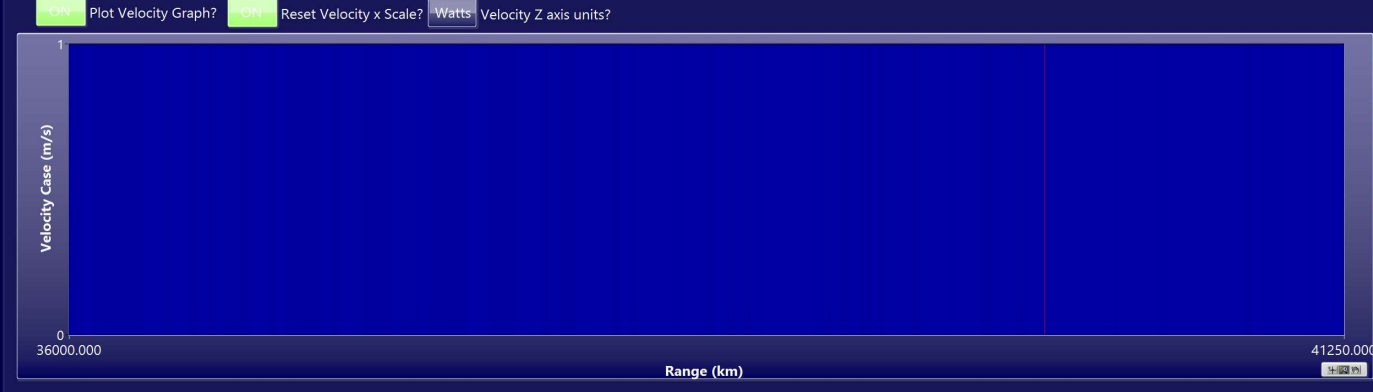 ON Plot Velocity Graph? ON Reset Velocity x Scale? Watts Velocity Z axis units?
1
Velocity Case (m/s)
0
36000.000 41250.000
Range (km)